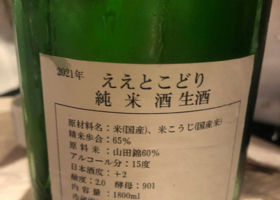 2021年 ええとこどり
純米酒生酒
原材料名：米(国産)、米こうじ(国産米)
精米歩合：65%
原料米：山田錦60%
アルコール分：15度
日本酒度：+2
酸度：2.0 酵母：901
内容量：1800ml